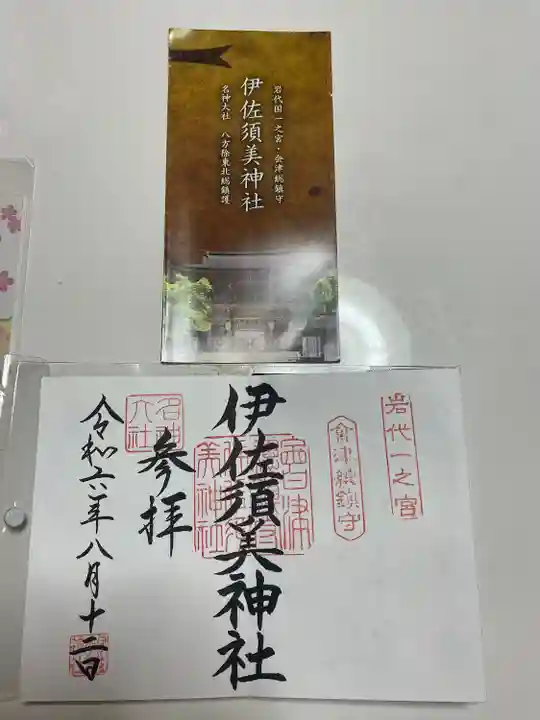 岩代国一之宮・会津総鎮守
伊佐須美神社
名神大社 八方除東北総鎮護
岩代一之宮
會津總鎮守
伊佐須美神社
参拝
名神大社
令和六年八月十二日